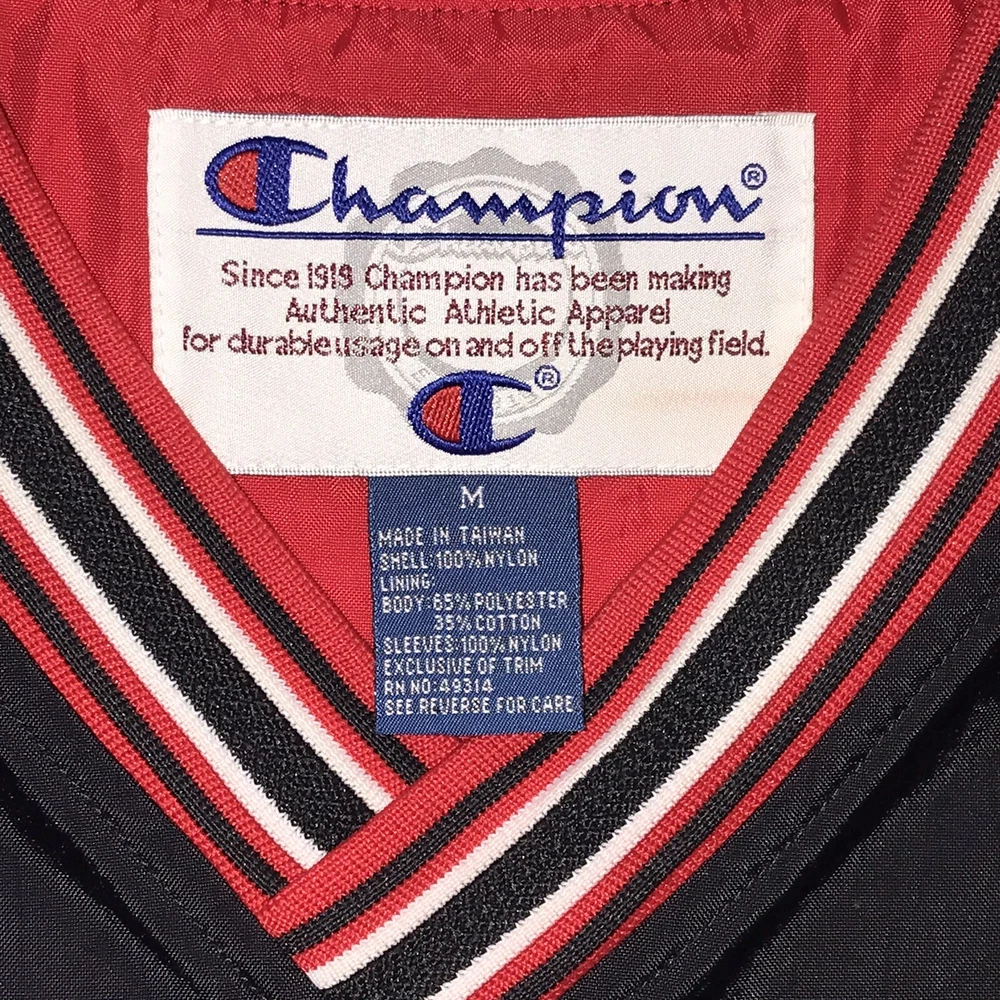 Champion®
Since 1919 Champion has been making
Authentic Athletic Apparel
for durable usage on and off the playing field.
®
M
MADE IN TAIWAN
SHELL:100% NYLON
LINING:
BODY:65% POLYESTER
35% COTTON
SLEEVES:100% NYLON
EXCLUSIVE OF TRIM
RN NO:49314
SEE REVERSE FOR CARE